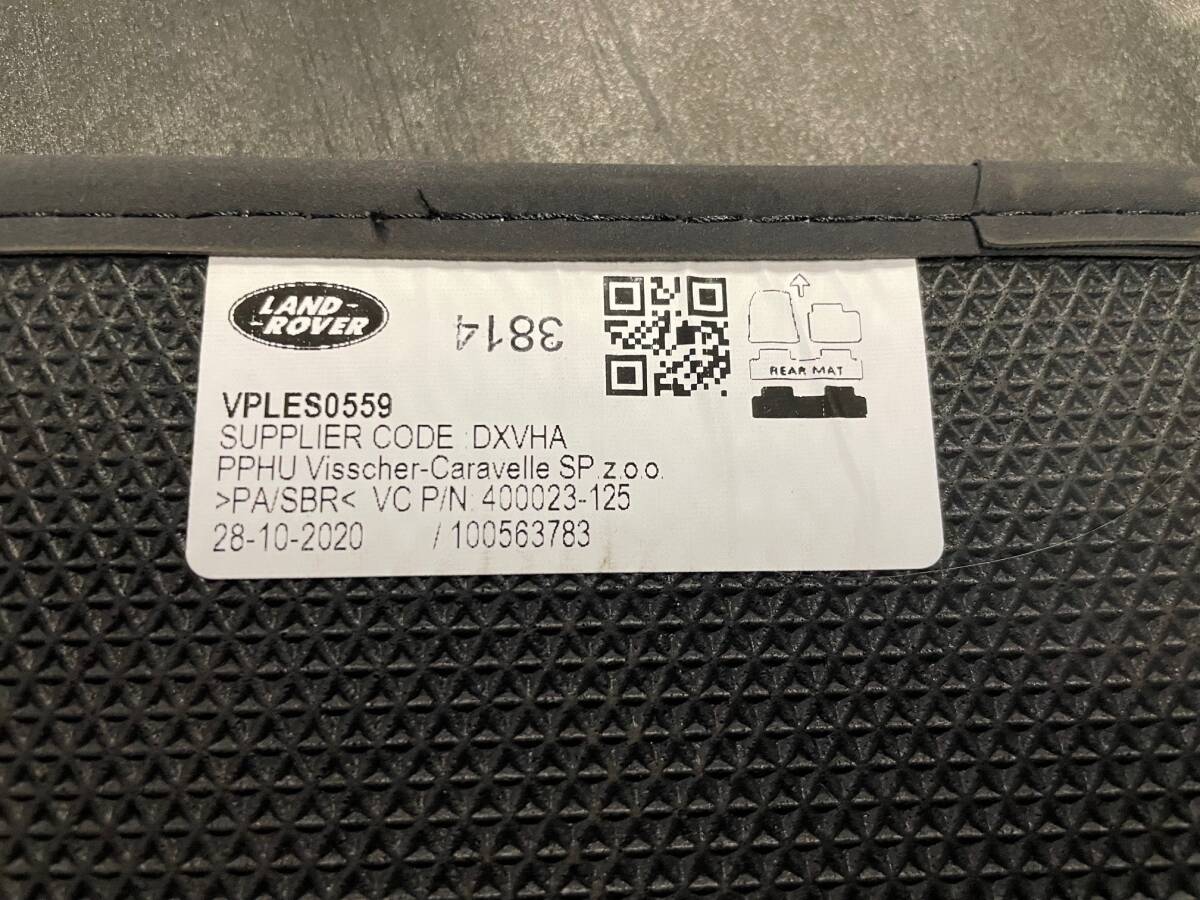 LAND-
-ROVER
3814
REAR MAT
VPLES0559
SUPPLIER CODE :DXVHA
PPHU Visscher-Caravelle SP.z.o.o.
>PA/SBR< VC P/N: 400023-125
28-10-2020 / 100563783